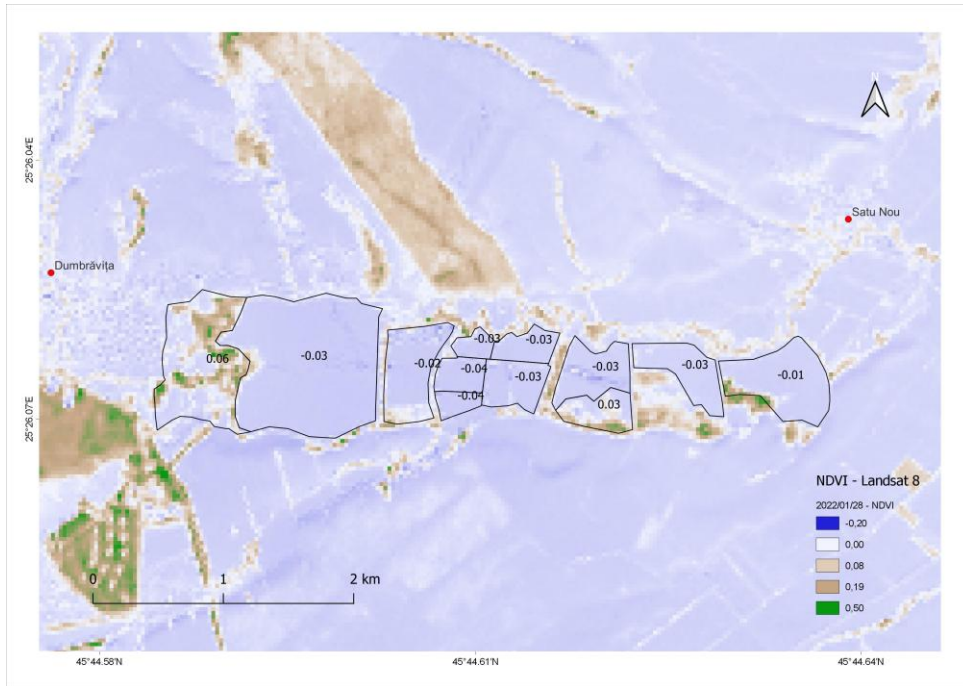 N
25°26.04'E
Satu Nou
Dumbrăvița
-0.03
-0.03
0.06
-0.03
-0.02
-0.04
-0.03
-0.03
-0.03
-0.01
-0.04
0.03
25°26.07'E
NDVI - Landsat 8
2022/01/28 - NDVI
-0,20
0,00
0,08
0,19
0,50
0 1 2 km
45°44.58'N 45°44.61'N 45°44.64'N